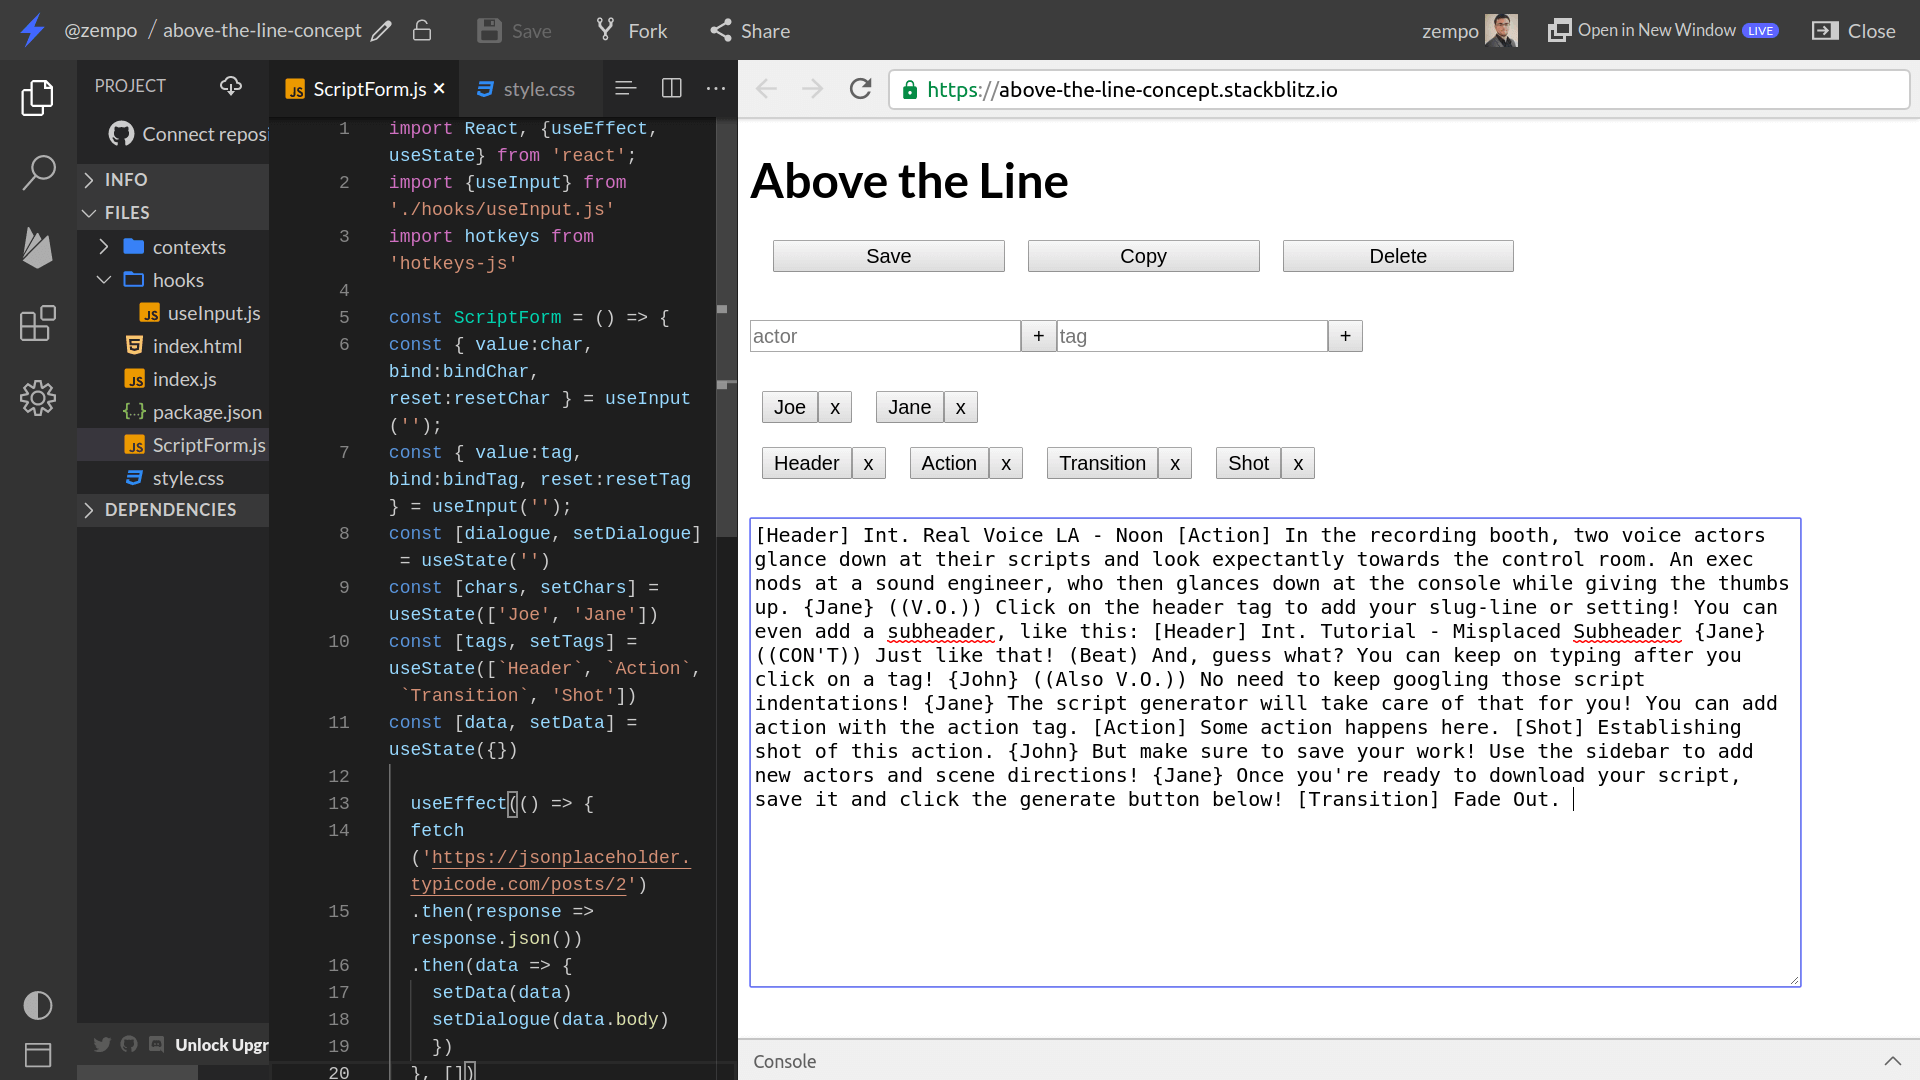 @zempo / above-the-line-concept
Save
Fork
Share
zempo
Open in New Window LIVE
Close
PROJECT
Connect reposi
INFO
FILES
contexts
hooks
useInput.js
index.html
index.js
package.json
ScriptForm.js
style.css
DEPENDENCIES
Unlock Upgr
ScriptForm.js ×
style.css
1 import React, {useEffect,
useState} from 'react';
2 import {useInput} from
'./hooks/useInput.js'
3 import hotkeys from
'hotkeys-js'
4
5 const ScriptForm = () => {
6 const { value:char,
bind:bindChar,
reset:resetChar } = useInput
('');
7 const { value:tag,
bind:bindTag, reset:resetTag
} = useInput('');
8 const [dialogue, setDialogue]
= useState('')
9 const [chars, setChars] =
useState(['Joe', 'Jane'])
10 const [tags, setTags] =
useState([`Header`, `Action`,
`Transition`, 'Shot'])
11 const [data, setData] =
useState({})
12
13 useEffect(() => {
14 fetch
('https://jsonplaceholder.
typicode.com/posts/2')
15 .then(response =>
response.json())
16 .then(data => {
17 setData(data)
18 setDialogue(data.body)
19 })
20 }, [])
https://above-the-line-concept.stackblitz.io
Above the Line
Save Copy Delete
actor + tag +
Joe x Jane x
Header x Action x Transition x Shot x
[Header] Int. Real Voice LA - Noon [Action] In the recording booth, two voice actors
glance down at their scripts and look expectantly towards the control room. An exec
nods at a sound engineer, who then glances down at the console while giving the thumbs
up. {Jane} ((V.O.)) Click on the header tag to add your slug-line or setting! You can
even add a subheader, like this: [Header] Int. Tutorial - Misplaced Subheader {Jane}
((CON'T)) Just like that! (Beat) And, guess what? You can keep on typing after you
click on a tag! {John} ((Also V.O.)) No need to keep googling those script
indentations! {Jane} The script generator will take care of that for you! You can add
action with the action tag. [Action] Some action happens here. [Shot] Establishing
shot of this action. {John} But make sure to save your work! Use the sidebar to add
new actors and scene directions! {Jane} Once you're ready to download your script,
save it and click the generate button below! [Transition] Fade Out.
Console